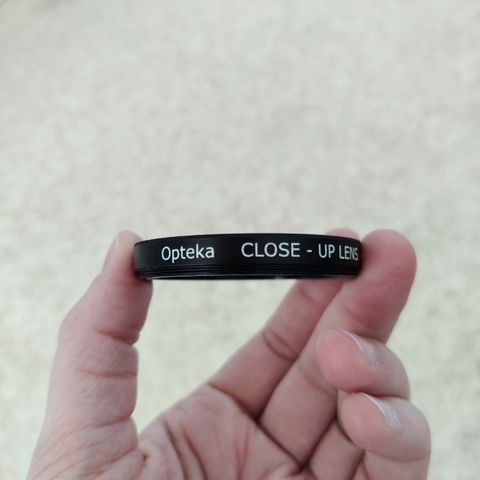 Opteka CLOSE - UP LENS